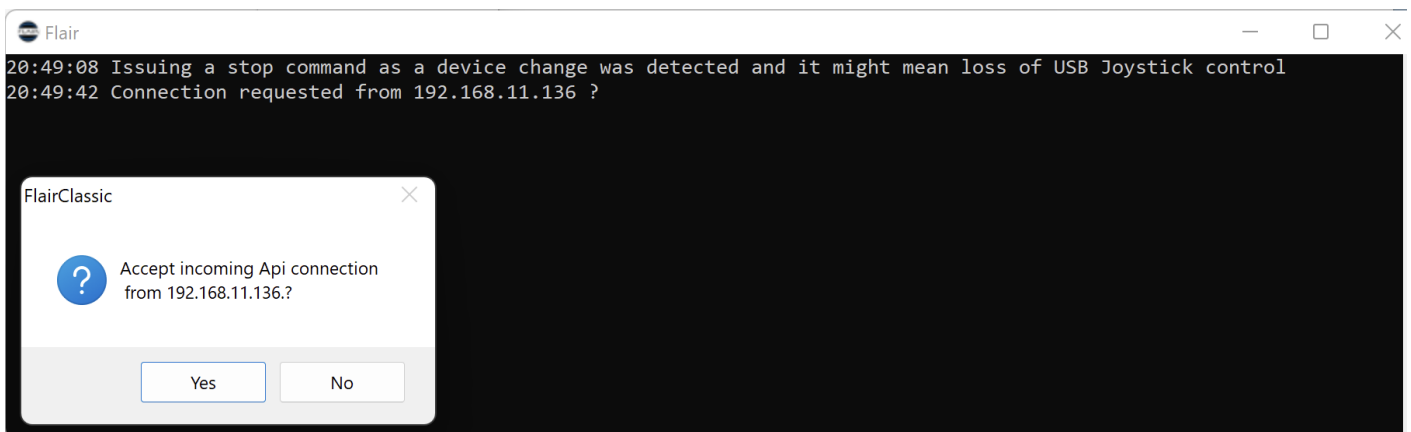 Flair
20:49:08 Issuing a stop command as a device change was detected and it might mean loss of USB Joystick control
20:49:42 Connection requested from 192.168.11.136 ?
FlairClassic
Accept incoming Api connection
from 192.168.11.136.?
Yes
No